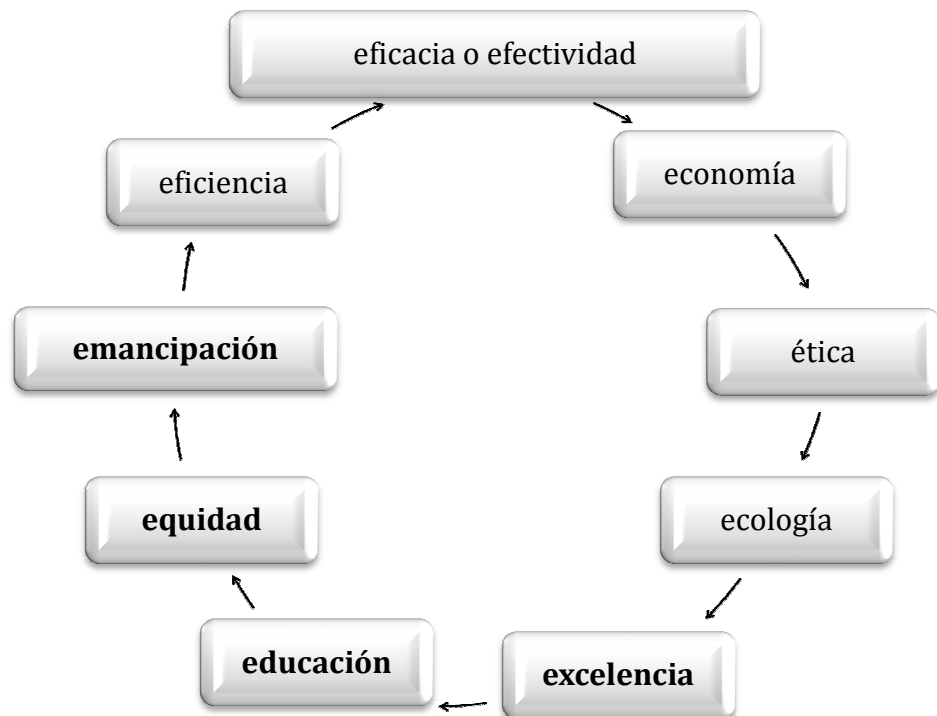 eficacia o efectividad
economía
ética
ecología
excelencia
educación
equidad
emancipación
eficiencia